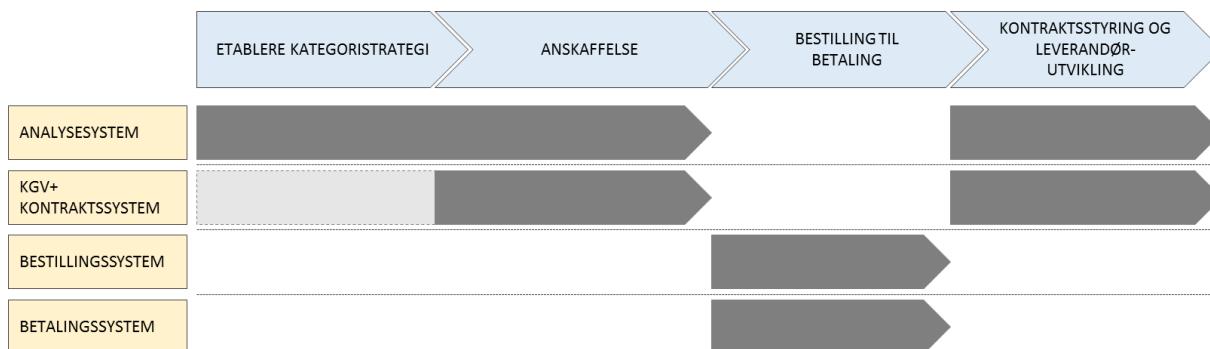 ETABLERE KATEGORISTRATEGI
ANSKAFFELSE
BESTILLING TIL
BETALING
KONTRAKTSSTYRING OG
LEVERANDØR-
UTVIKLING
ANALYSESYSTEM
KGV+
KONTRAKTSSYSTEM
BESTILLINGSSYSTEM
BETALINGSSYSTEM